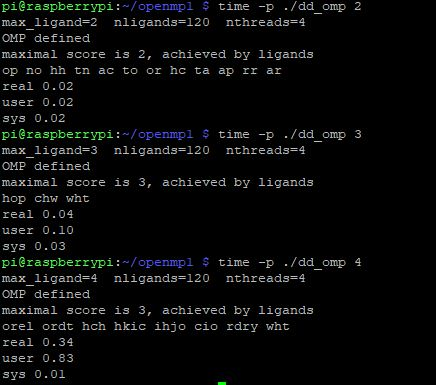 pi@raspberrypi:~/openmpl $ time -p ./dd_omp 2
max_ligand=2  nligands=120  nthreads=4
OMP defined
maximal score is 2, achieved by ligands
op no hh tn ac to or hc ta ap rr ar
real 0.02
user 0.02
sys 0.02
pi@raspberrypi:~/openmpl $ time -p ./dd_omp 3
max_ligand=3  nligands=120  nthreads=4
OMP defined
maximal score is 3, achieved by ligands
hop chw wht
real 0.04
user 0.10
sys 0.03
pi@raspberrypi:~/openmpl $ time -p ./dd_omp 4
max_ligand=4  nligands=120  nthreads=4
OMP defined
maximal score is 3, achieved by ligands
orel ordt hch hkic ihjo cio rdry wht
real 0.34
user 0.83
sys 0.01